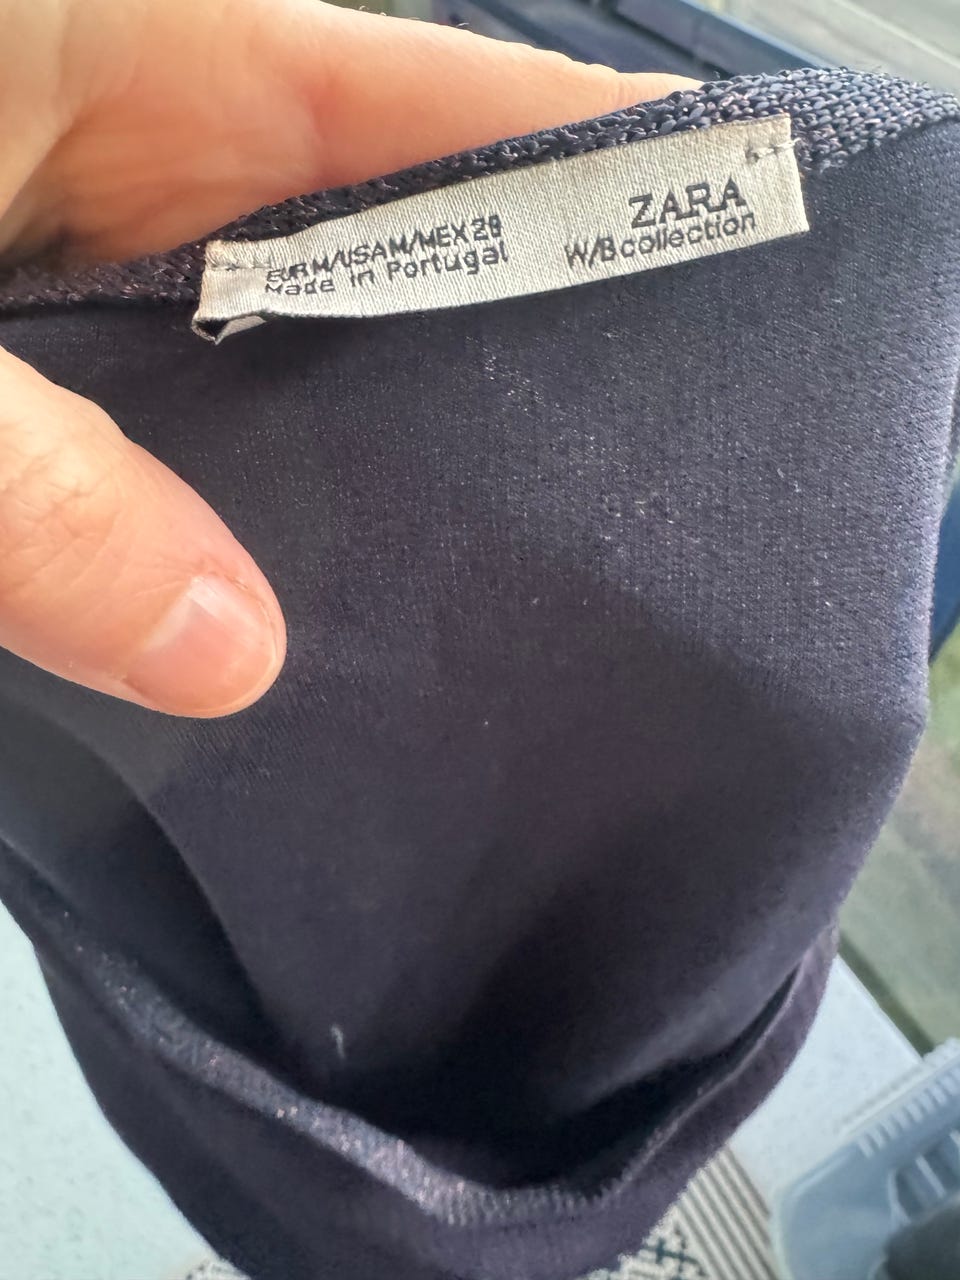 ZARA
W/B collection
EUR M/USA M/MEX 28
Made in Portugal